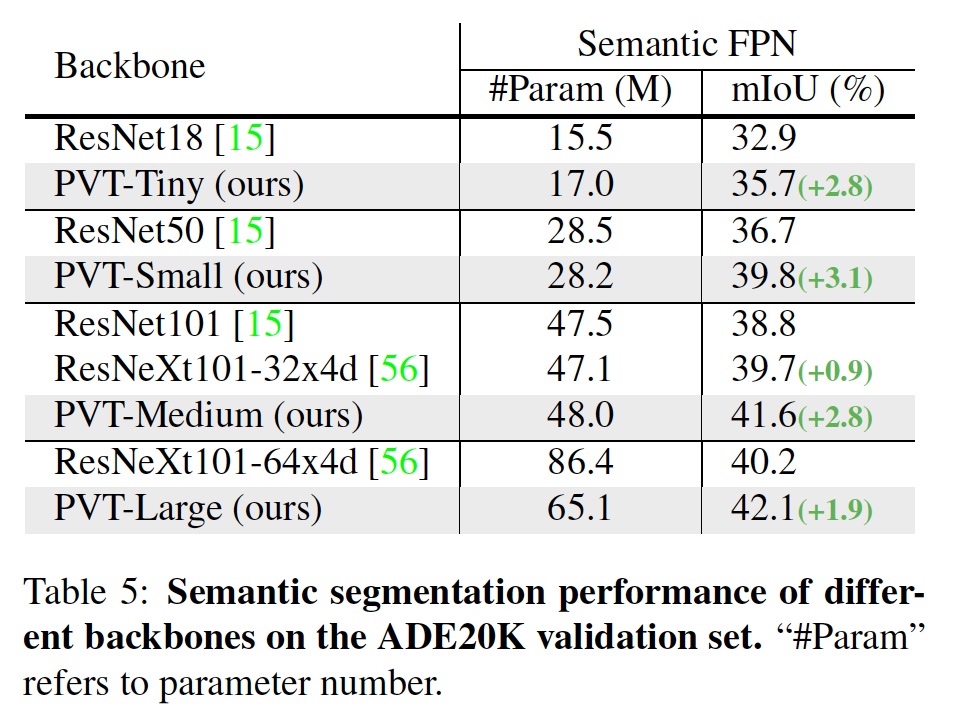 Backbone Semantic FPN
#Param (M) mIoU (%)
ResNet18 [15] 15.5 32.9
PVT-Tiny (ours) 17.0 35.7(+2.8)
ResNet50 [15] 28.5 36.7
PVT-Small (ours) 28.2 39.8(+3.1)
ResNet101 [15] 47.5 38.8
ResNeXt101-32x4d [56] 47.1 39.7(+0.9)
PVT-Medium (ours) 48.0 41.6(+2.8)
ResNeXt101-64x4d [56] 86.4 40.2
PVT-Large (ours) 65.1 42.1(+1.9)
Table 5: Semantic segmentation performance of differ-
ent backbones on the ADE20K validation set. “#Param”
refers to parameter number.